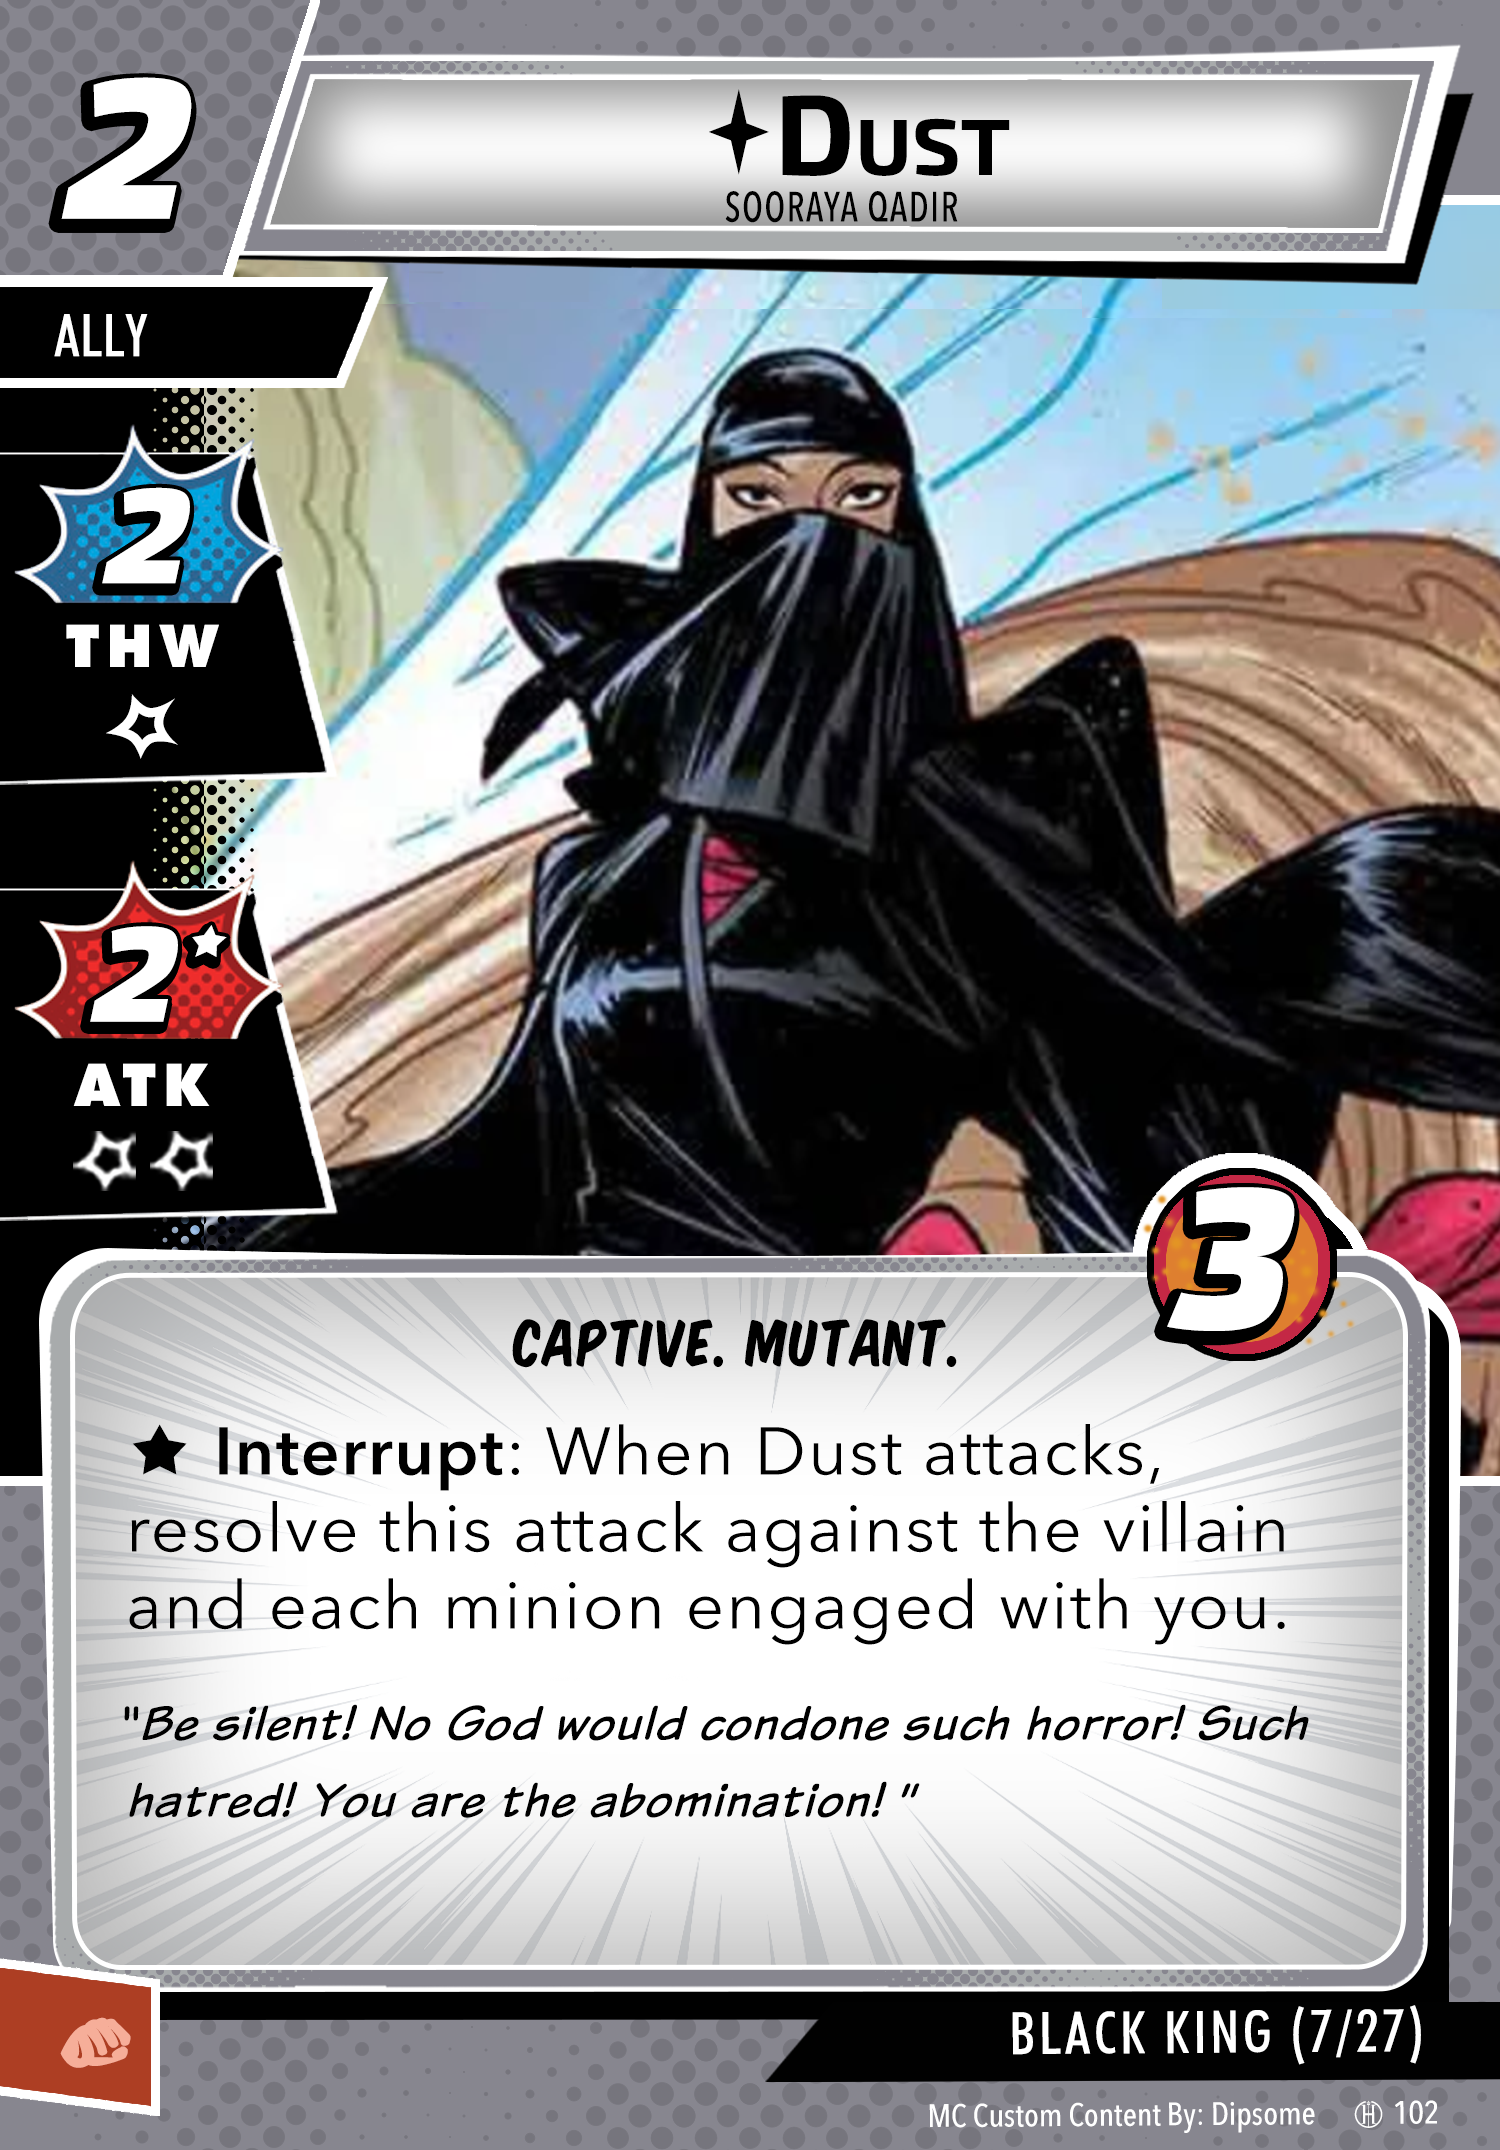 2
DUST
SOORAYA QADIR
ALLY
2
THW
2
ATK
3
CAPTIVE. MUTANT.
Interrupt: When Dust attacks,
resolve this attack against the villain
and each minion engaged with you.
"Be silent! No God would condone such horror! Such
hatred! You are the abomination! "
BLACK KING (7/27)
MC Custom Content By: Dipsome 102